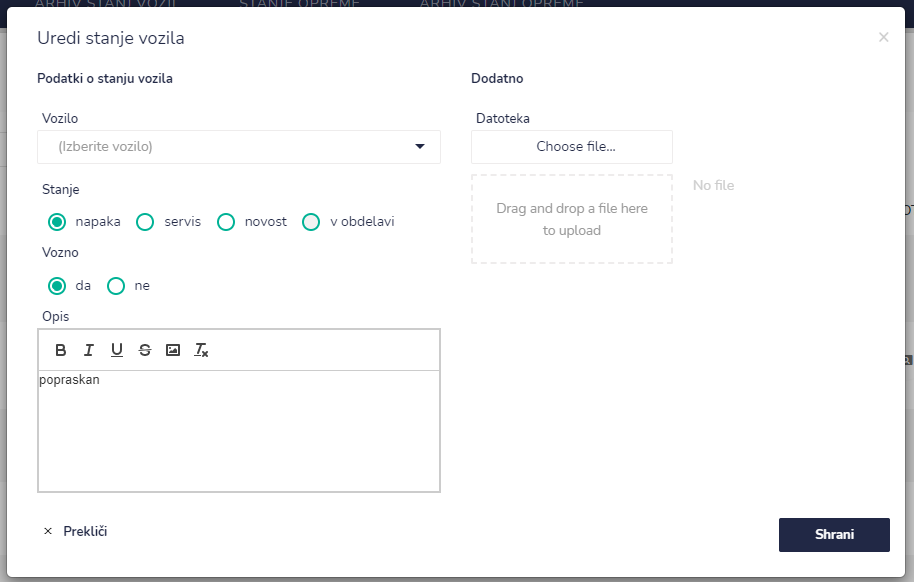 ARHIV STANJ VOZIL STANJE OPREME ARHIV STANJ OPREME
Uredi stanje vozila
×
Podatki o stanju vozila
Dodatno
Vozilo
Datoteka
(Izberite vozilo)
Choose file...
Stanje
No file
Drag and drop a file here
to upload
napaka servis novost v obdelavi
Vozno
da ne
Opis
B I U S Tx
popraskan
× Prekliči
Shrani